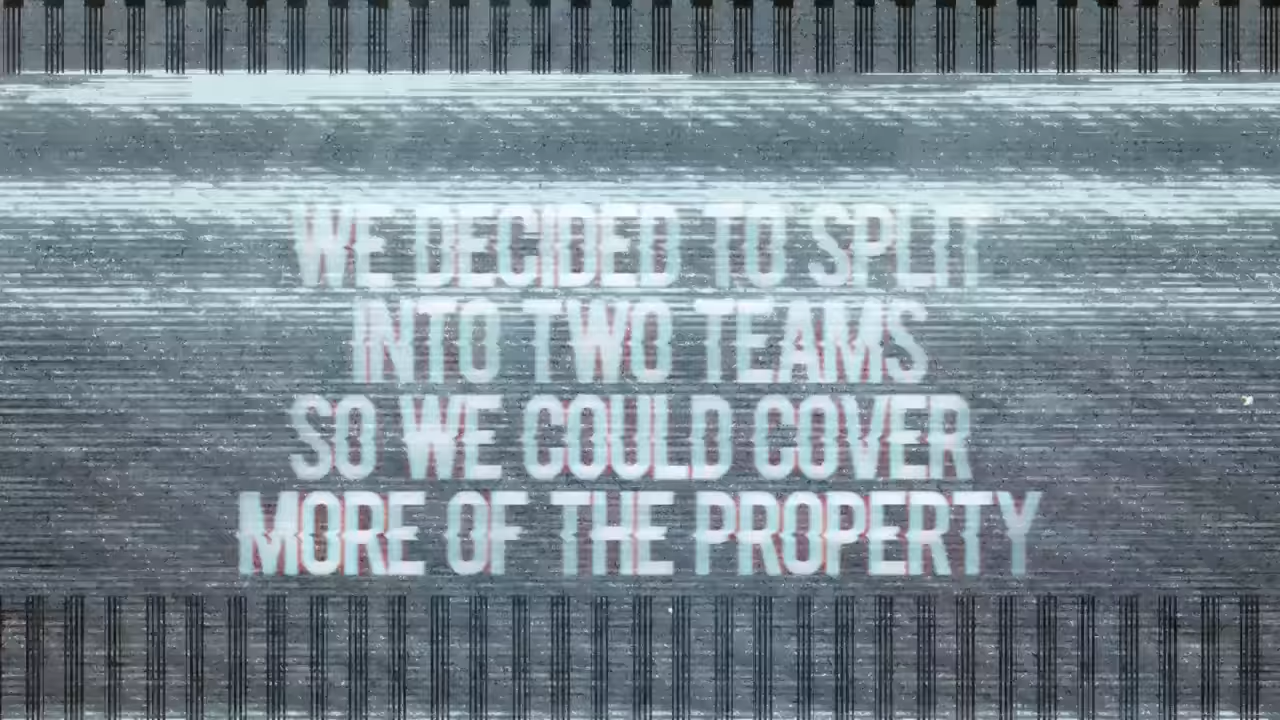 WE DECIDED TO SPLIT
INTO TWO TEAMS
SO WE COULD COVER
MORE OF THE PROPERTY